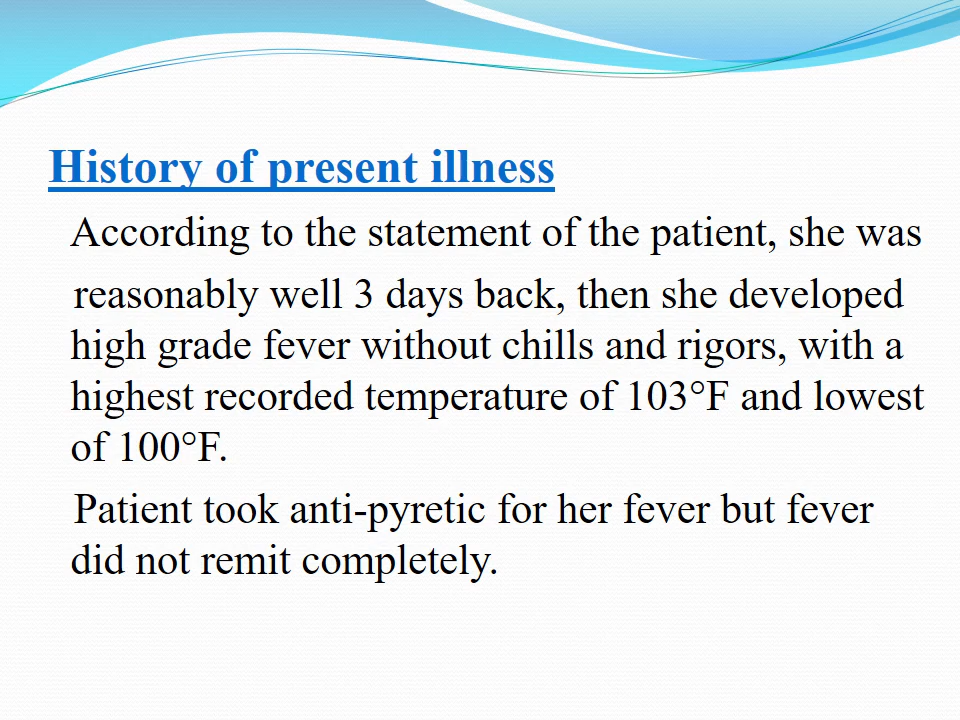 History of present illness
According to the statement of the patient, she was
reasonably well 3 days back, then she developed
high grade fever without chills and rigors, with a
highest recorded temperature of 103°F and lowest
of 100°F.
Patient took anti-pyretic for her fever but fever
did not remit completely.